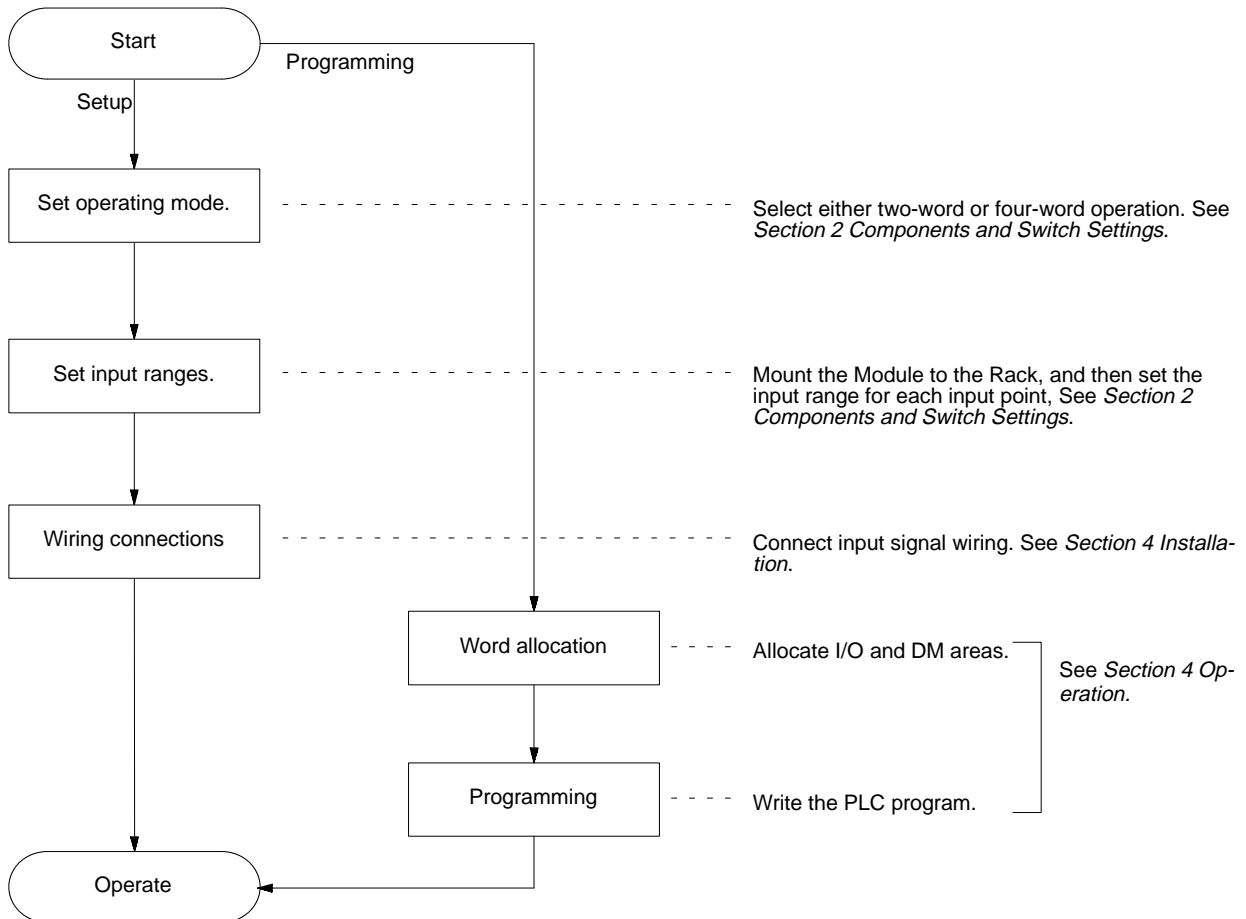 Start
Programming
Setup
Set operating mode.
Select either two-word or four-word operation. See
Section 2 Components and Switch Settings.
Set input ranges.
Mount the Module to the Rack, and then set the
input range for each input point, See Section 2
Components and Switch Settings.
Wiring connections
Connect input signal wiring. See Section 4 Installa-
tion.
Word allocation
Allocate I/O and DM areas.
See Section 4 Op-
eration.
Programming
Write the PLC program.
Operate